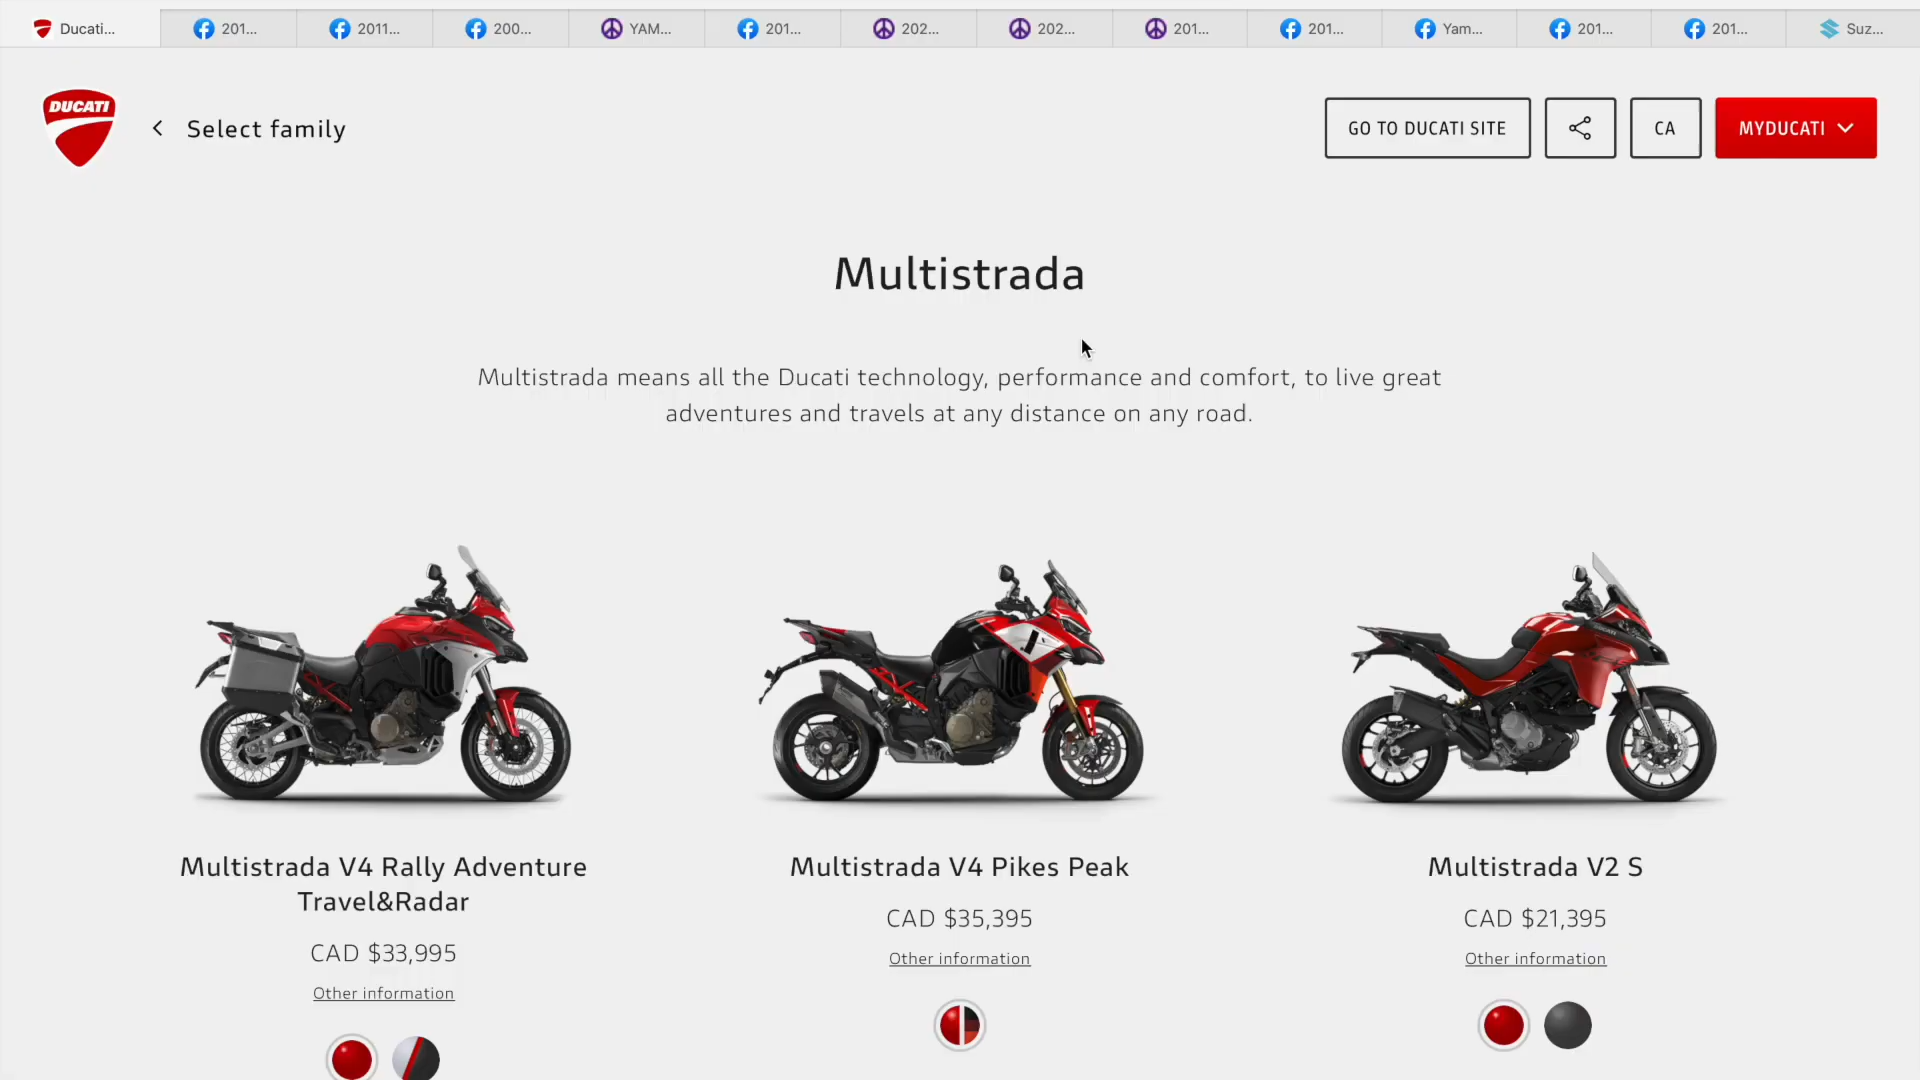 Ducati...
201...
2011...
200...
YAM...
201...
202...
202...
201...
201...
Yam...
201...
201...
Suz...
DUCATI
Select family
GO TO DUCATI SITE
CA
MYDUCATI
Multistrada
Multistrada means all the Ducati technology, performance and comfort, to live great
adventures and travels at any distance on any road.
Multistrada V4 Rally Adventure
Travel&Radar
CAD $33,995
Other information
Multistrada V4 Pikes Peak
CAD $35,395
Other information
Multistrada V2 S
CAD $21,395
Other information